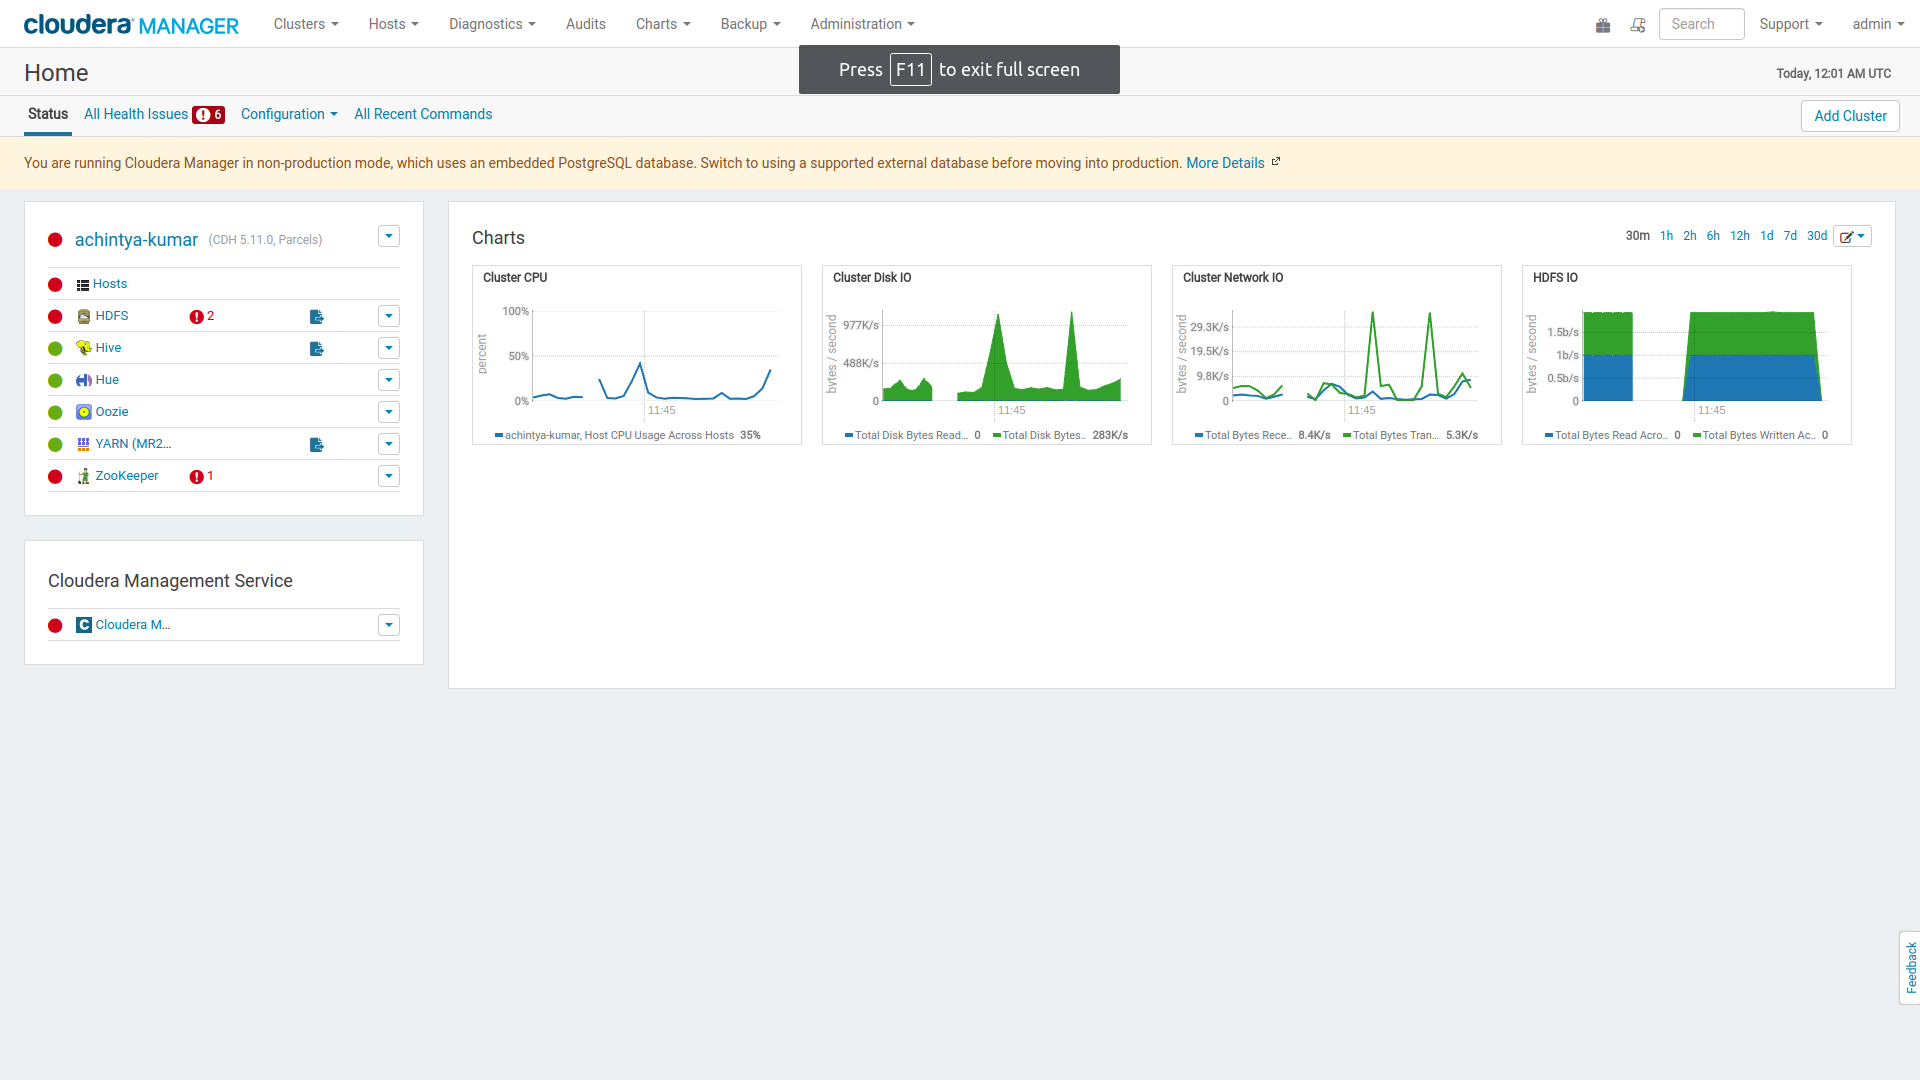 cloudera MANAGER Clusters Hosts Diagnostics Audits Charts Backup Administration Search Support admin
Press F11 to exit full screen
Home
Today, 12:01 AM UTC
Status All Health Issues 6 Configuration All Recent Commands Add Cluster
You are running Cloudera Manager in non-production mode, which uses an embedded PostgreSQL database. Switch to using a supported external database before moving into production. More Details
achintya-kumar (CDH 5.11.0, Parcels)
Hosts
HDFS 2
Hive
Hue
Oozie
YARN (MR2...
ZooKeeper 1
Cloudera Management Service
C Cloudera M...
Charts
30m 1h 2h 6h 12h 1d 7d 30d
Cluster CPU
percent
100%
50%
0%
11:45
achintya-kumar, Host CPU Usage Across Hosts 35%
Cluster Disk IO
bytes / second
977K/s
488K/s
0
11:45
Total Disk Bytes Read... 0 Total Disk Bytes.. 283K/s
Cluster Network IO
bytes / second
29.3K/s
19.5K/s
9.8K/s
0
11:45
Total Bytes Rece.. 8.4K/s Total Bytes Tran... 5.3K/s
HDFS IO
bytes / second
1.5b/s
1b/s
0.5b/s
0
11:45
Total Bytes Read Acro.. 0 Total Bytes Written Ac.. 0
Feedback